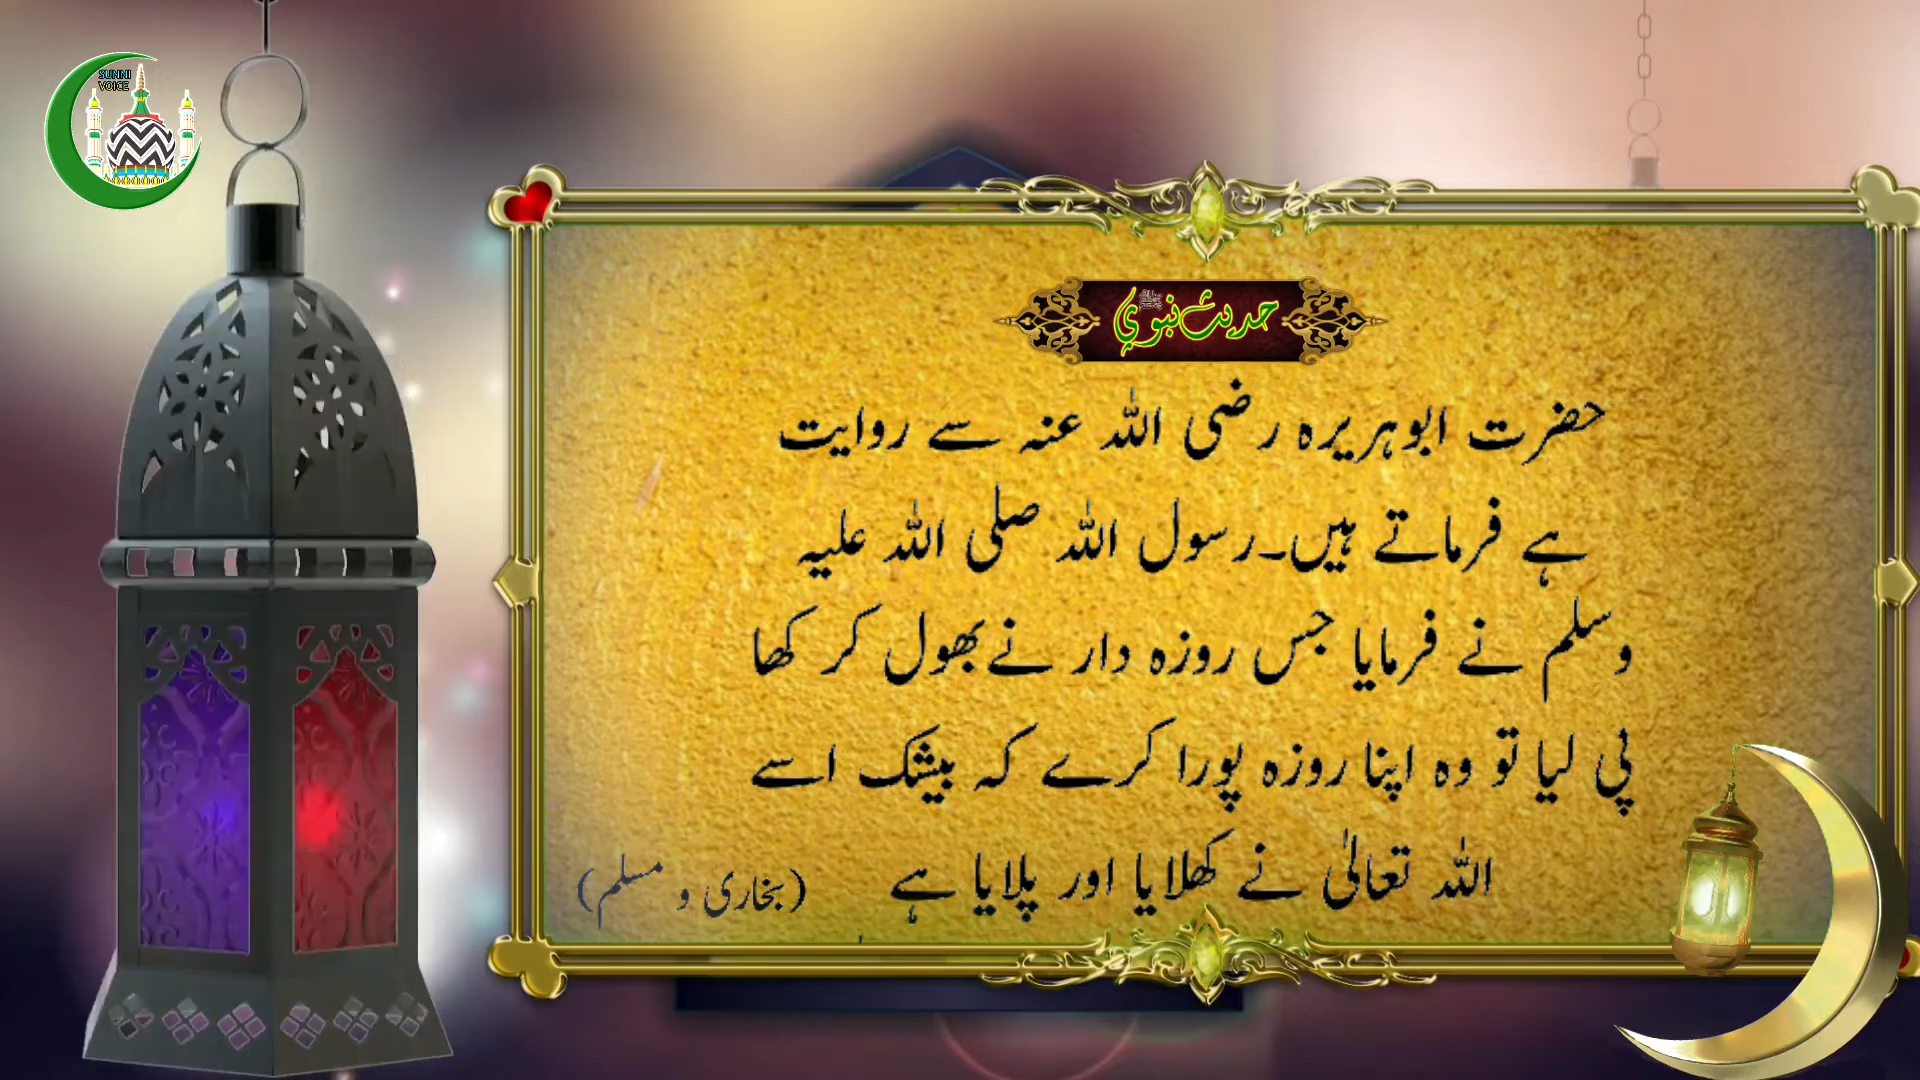 SUNNI
VOICE
حدیث نبوي ﷺ
حضرت ابوہریرہ رضی اللہ عنہ سے روایت
ہے فرماتے ہیں۔رسول اللہ صلی اللہ علیہ
وسلم نے فرمایا جس روزہ دار نے بھول کر کھا
پی لیا تو وہ اپنا روزہ پورا کرے کہ بیشک اسے
اللہ تعالیٰ نے کھلایا اور پلایا ہے (بخاری و مسلم)